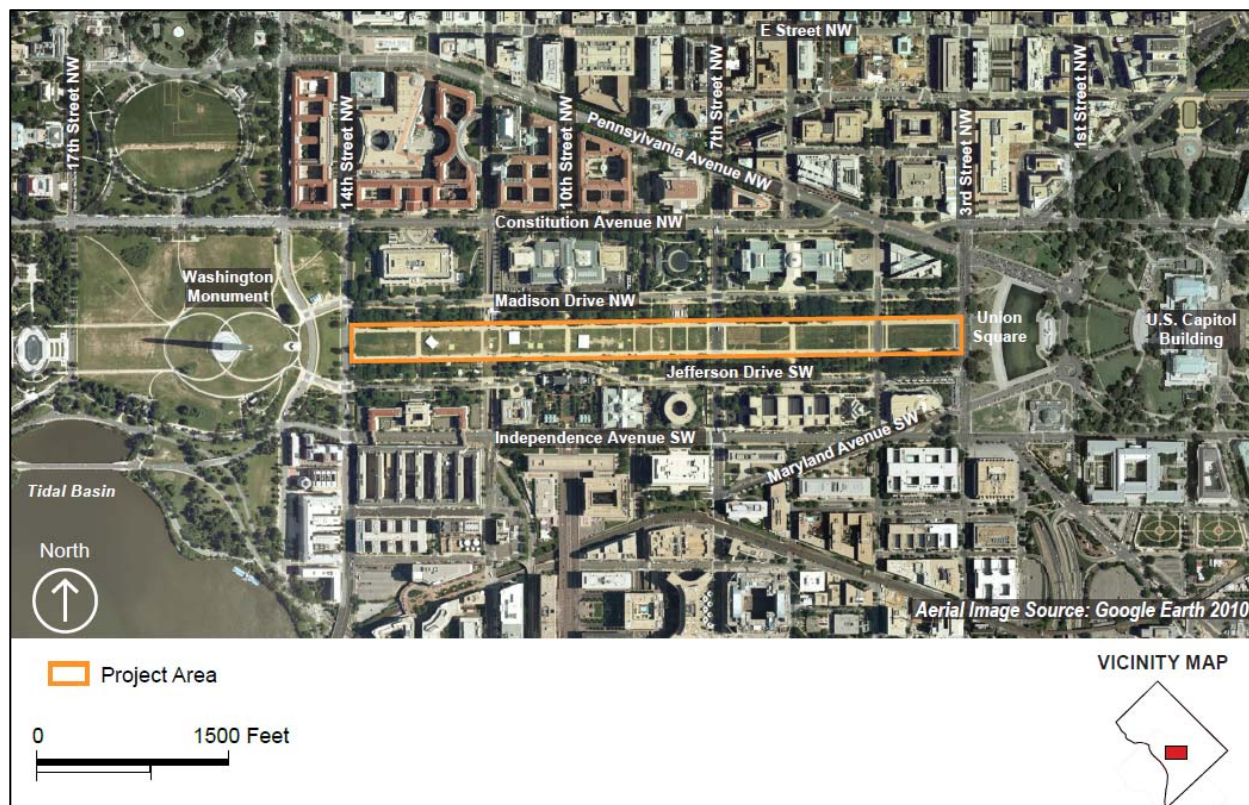 E Street NW
17th Street NW
14th Street NW
10th Street NW
7th Street NW
3rd Street NW
1st Street NW
Pennsylvania Avenue NW
Constitution Avenue NW
Washington
Monument
Madison Drive NW
Union
Square
U.S. Capitol
Building
Jefferson Drive SW
Independence Avenue SW
Maryland Avenue SW
Tidal Basin
North
Aerial Image Source: Google Earth 2010
Project Area
VICINITY MAP
0 1500 Feet